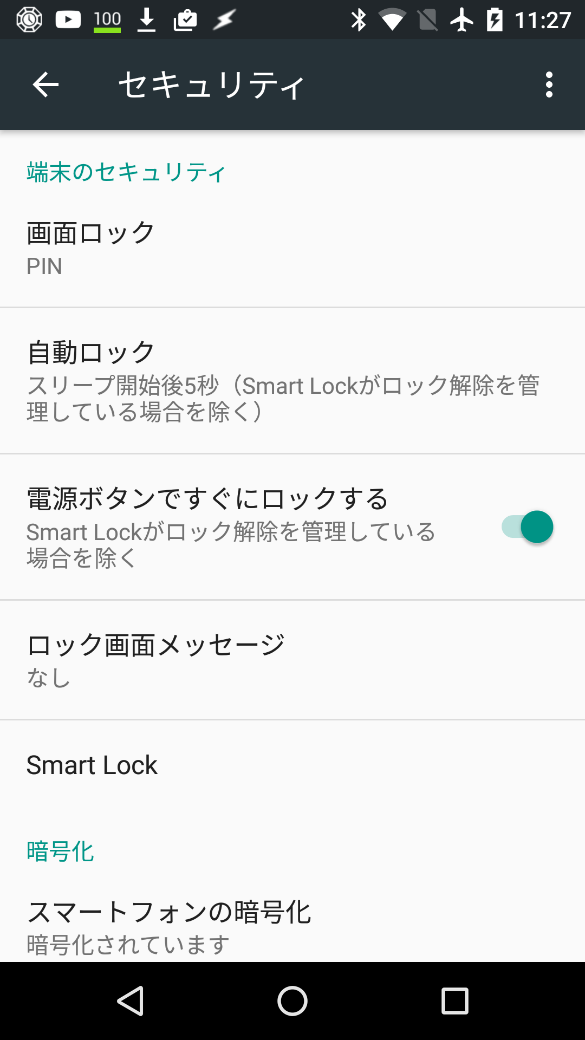 100 11:27
セキュリティ
端末のセキュリティ
画面ロック
PIN
自動ロック
スリープ開始後5秒（Smart Lockがロック解除を管
理している場合を除く）
電源ボタンですぐにロックする
Smart Lockがロック解除を管理している
場合を除く
ロック画面メッセージ
なし
Smart Lock
暗号化
スマートフォンの暗号化
暗号化されています